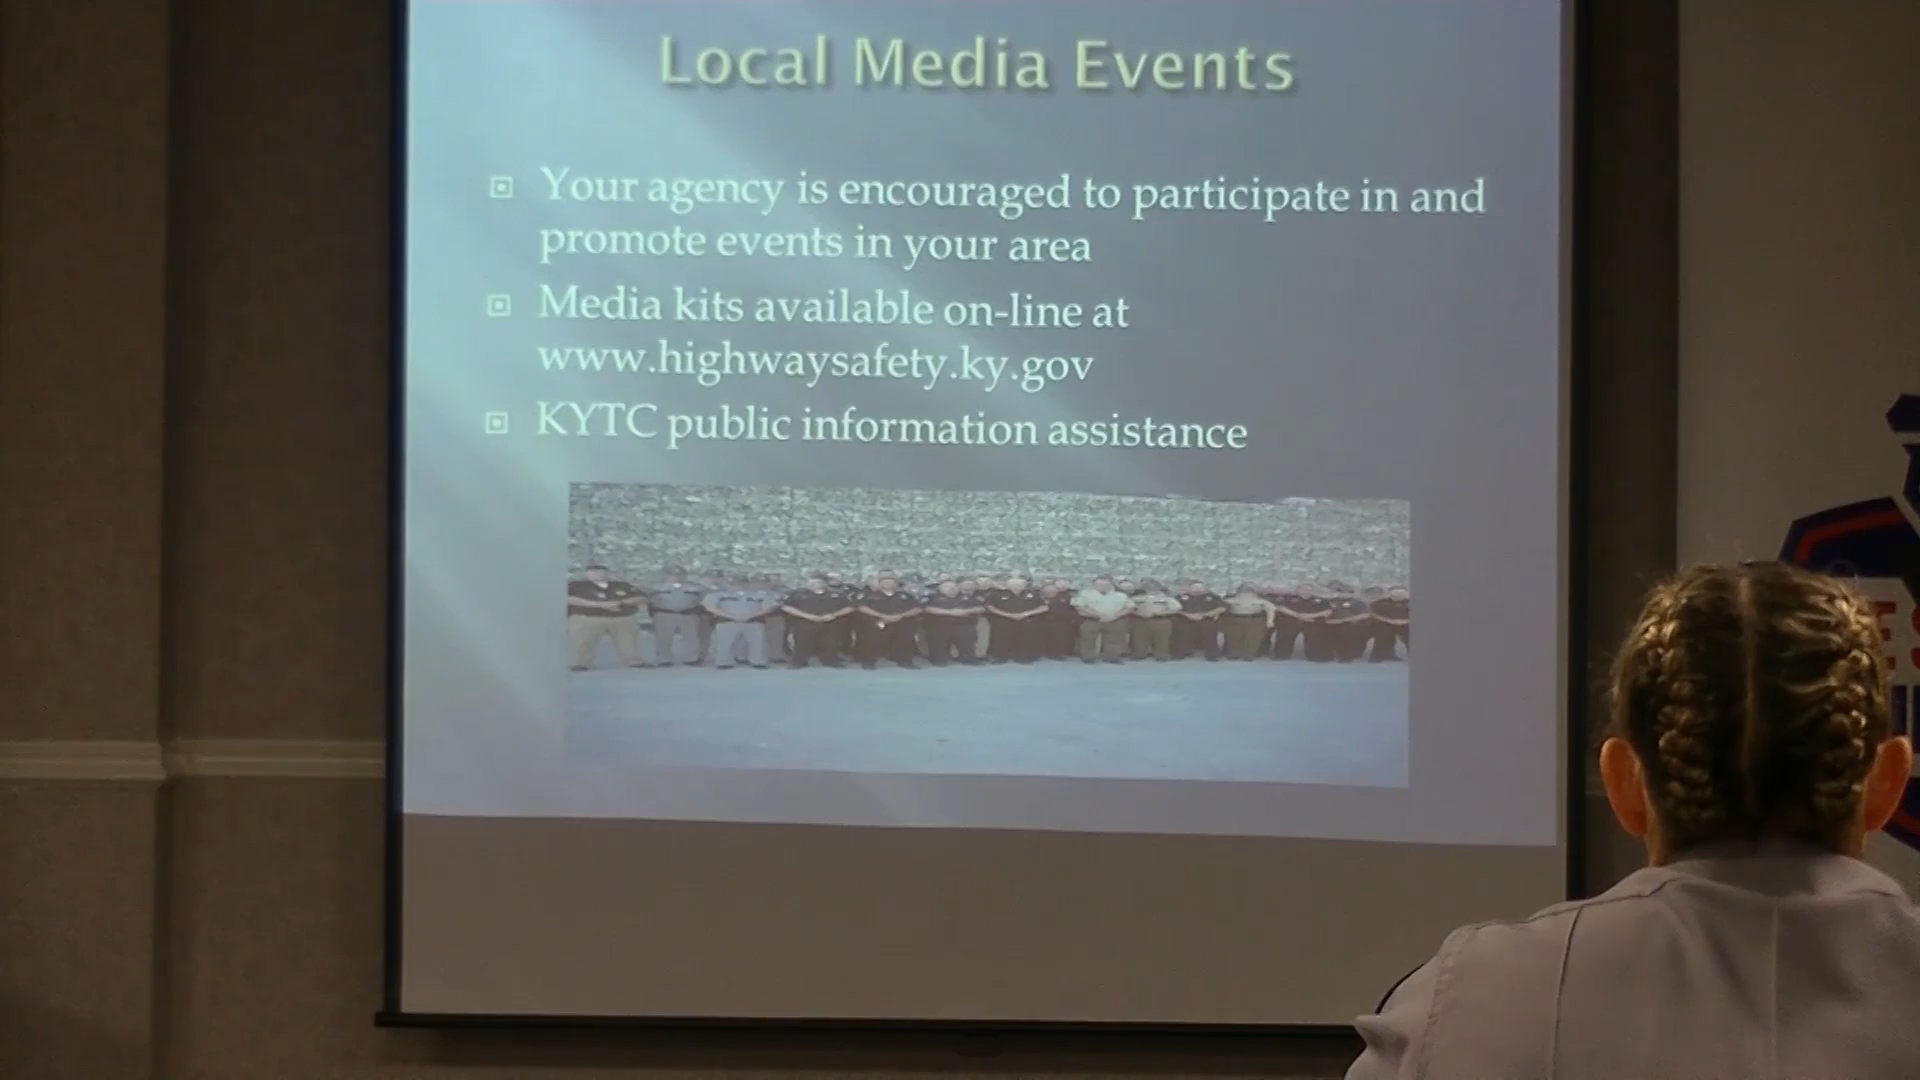 Local Media Events
Your agency is encouraged to participate in and
promote events in your area
Media kits available on-line at
www.highwaysafety.ky.gov
KYTC public information assistance